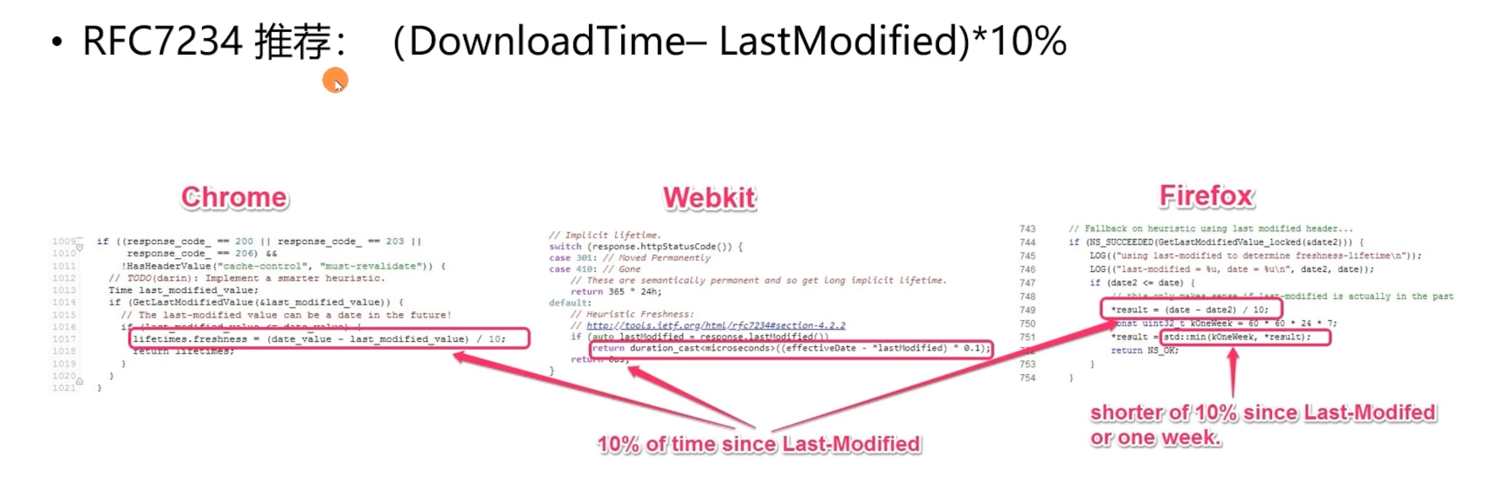 • RFC7234 推荐： （DownloadTime– LastModified)*10%
Chrome
1009 if ((response_code_ == 200 || response_code_ == 203 ||
1010 response_code_ == 206) &&
1011 !HasHeaderValue("cache-control", "must-revalidate")) {
1012 // TODO(darin): Implement a smarter heuristic.
1013 Time last_modified_value;
1014 if (GetLastModifiedValue(&last_modified_value)) {
1015 // The last-modified value can be a date in the future!
1016 if (last_modified_value <= date_value) {
1017 lifetimes.freshness = (date_value - last_modified_value) / 10;
1018 return lifetimes;
1019 }
1020 }
1021 }
Webkit
// Implicit lifetime.
switch (response.httpStatusCode()) {
case 301: // Moved Permanently
case 410: // Gone
// These are semantically permanent and so get long implicit lifetime.
return 365 * 24h;
default:
// Heuristic Freshness:
// http://tools.ietf.org/html/rfc7234#section-4.2.2
if (auto lastModified = response.lastModified())
return duration_cast<microseconds>((effectiveDate - *lastModified) * 0.1);
return 0us;
}
Firefox
743 // Fallback on heuristic using last modified header...
744 if (NS_SUCCEEDED(GetLastModifiedValue_locked(&date2))) {
745 LOG(("using last-modified to determine freshness-lifetime\n"));
746 LOG(("last-modified = %u, date = %u\n", date2, date));
747 if (date2 <= date) {
748 // this only makes sense if last-modified is actually in the past
749 *result = (date - date2) / 10;
750 const uint32_t kOneWeek = 60 * 60 * 24 * 7;
751 *result = std::min(kOneWeek, *result);
752 return NS_OK;
753 }
754 }
10% of time since Last-Modified
shorter of 10% since Last-Modifed
or one week.